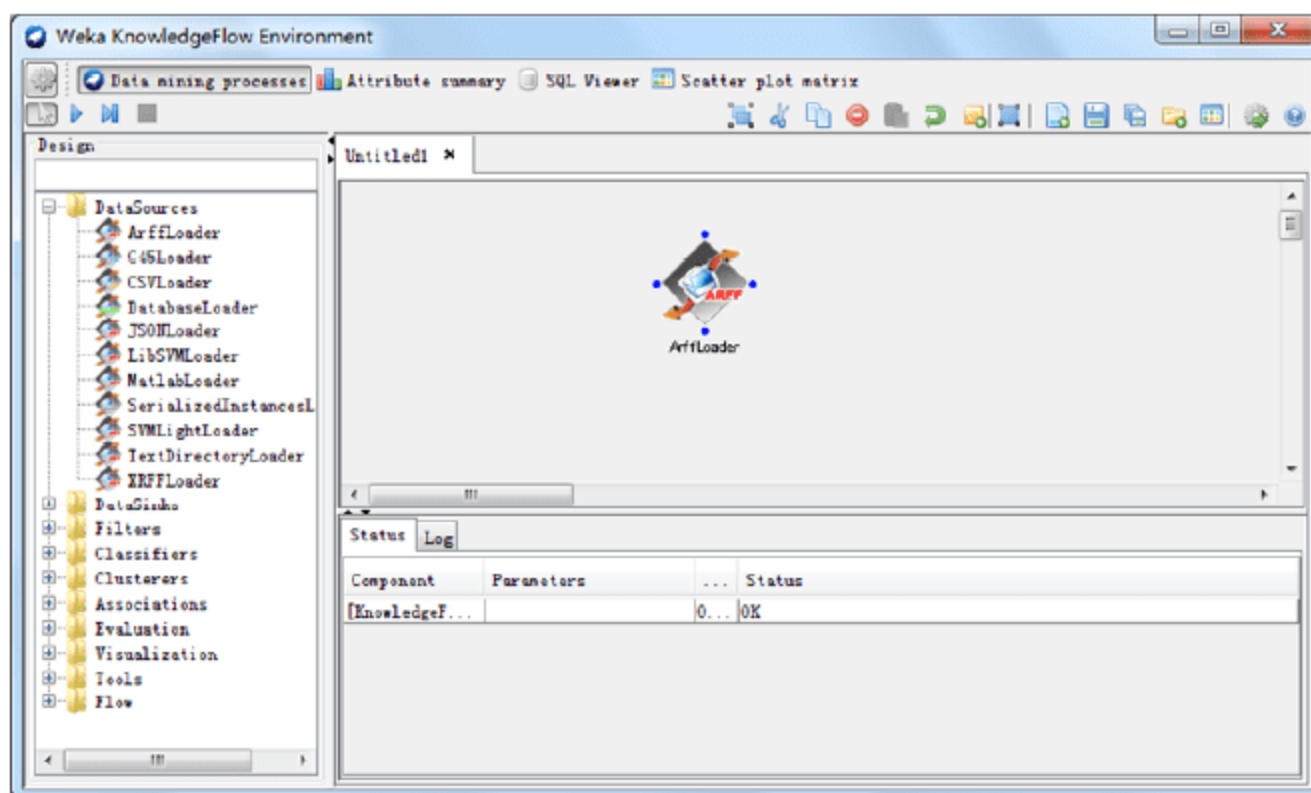 Weka KnowledgeFlow Environment
Data mining processes Attribute summary SQL Viewer Scatter plot matrix
Design
Untitled1
DataSources
ArffLoader
C45Loader
CSVLoader
DatabaseLoader
JSONLoader
LibSVMLoader
MatlabLoader
SerializedInstancesL
SVMLightLoader
TextDirectoryLoader
XRFFLoader
DataSinks
Filters
Classifiers
Clusterers
Associations
Evaluation
Visualization
Tools
Flow
ARFF
ArffLoader
Status Log
Component Parameters ... Status
[KnowledgeF... 0... OK